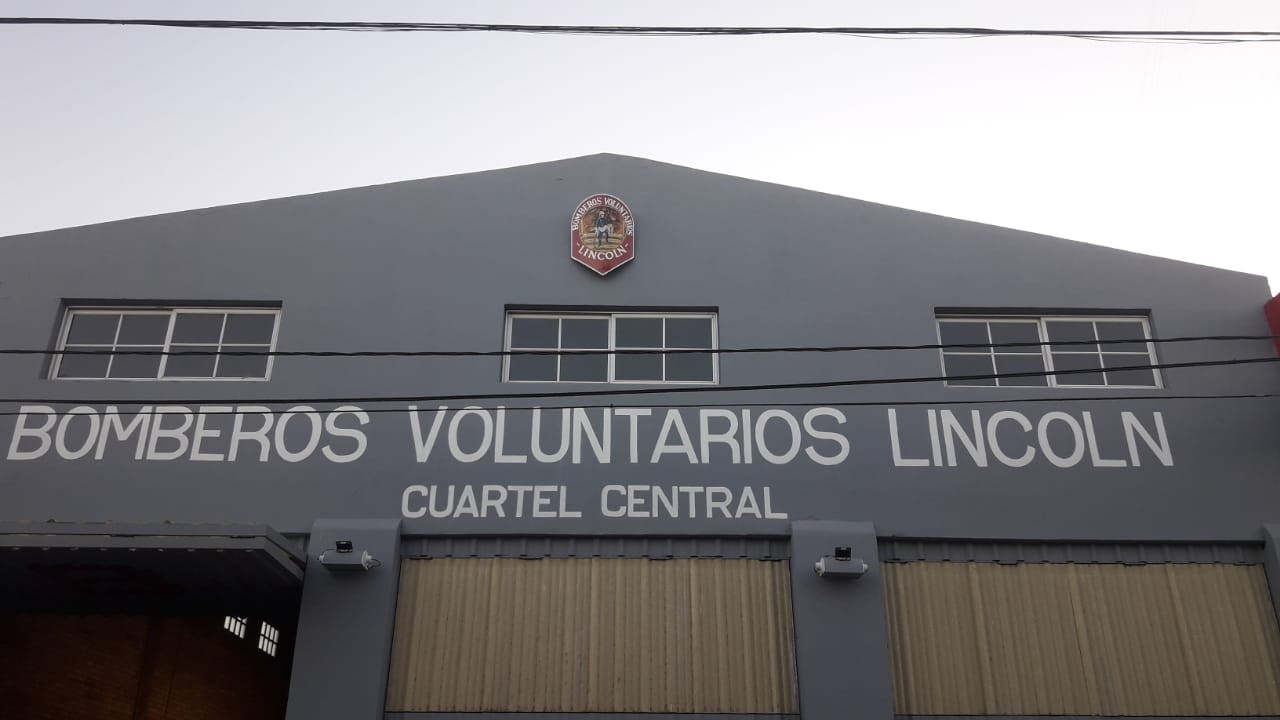 BOMBEROS VOLUNTARIOS
LINCOLN
BOMBEROS VOLUNTARIOS LINCOLN
CUARTEL CENTRAL